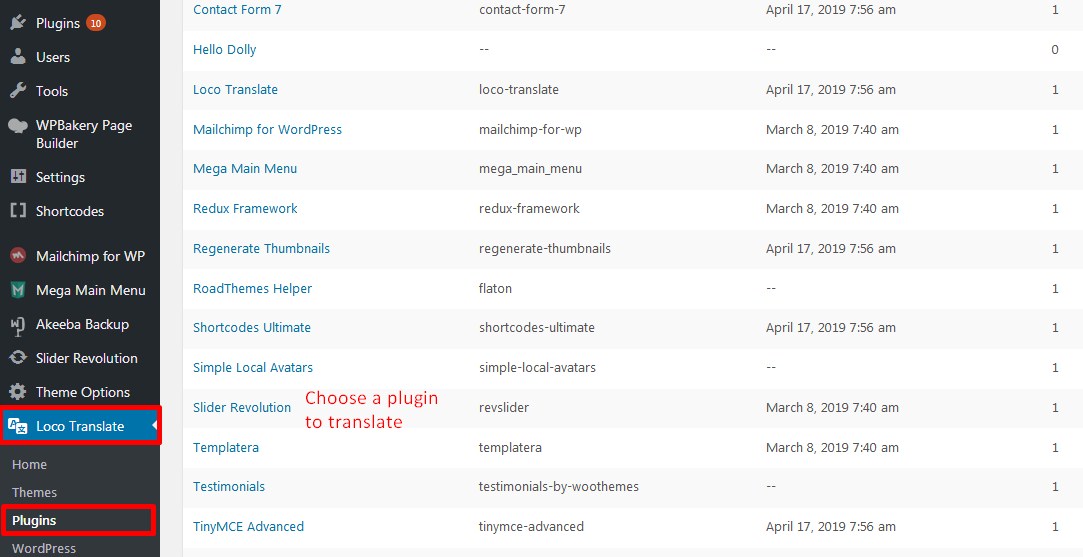 Plugins 10
Users
Tools
WPBakery Page
Builder
Settings
Shortcodes
Mailchimp for WP
Mega Main Menu
Akeeba Backup
Slider Revolution
Theme Options
Loco Translate
Home
Themes
Plugins
WordPress
Contact Form 7 contact-form-7 April 17, 2019 7:56 am 1
Hello Dolly -- -- 0
Loco Translate loco-translate April 17, 2019 7:56 am 1
Mailchimp for WordPress mailchimp-for-wp March 8, 2019 7:40 am 1
Mega Main Menu mega_main_menu March 8, 2019 7:40 am 1
Redux Framework redux-framework March 8, 2019 7:40 am 1
Regenerate Thumbnails regenerate-thumbnails April 17, 2019 7:56 am 1
RoadThemes Helper flaton -- 1
Shortcodes Ultimate shortcodes-ultimate April 17, 2019 7:56 am 1
Simple Local Avatars simple-local-avatars -- 1
Slider Revolution revslider March 8, 2019 7:40 am 1
Choose a plugin
to translate
Templatera templatera March 8, 2019 7:40 am 1
Testimonials testimonials-by-woothemes -- 1
TinyMCE Advanced tinymce-advanced April 17, 2019 7:56 am 1